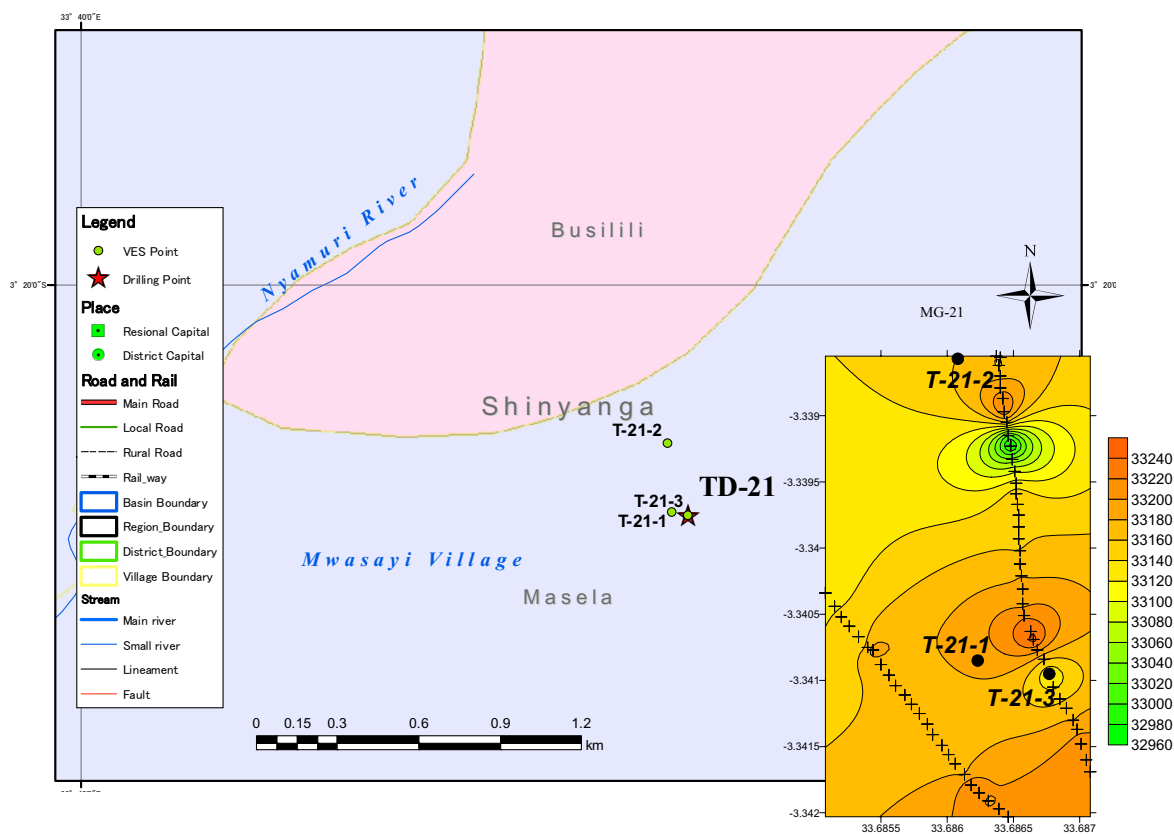 33° 40'0"E
Legend
VES Point
Drilling Point
Place
Resional Capital
District Capital
Road and Rail
Main Road
Local Road
Rural Road
Rail_way
Basin Boundary
Region_Boundary
District_Boundary
Village Boundary
Stream
Main river
Small river
Lineament
Fault
3° 20'0"S
Nyamuri River
Busilili
Shinyanga
T-21-2
TD-21
T-21-3
T-21-1
Mwasayi Village
Masela
0 0.15 0.3 0.6 0.9 1.2
km
N
3° 20'
MG-21
T-21-2
T-21-1
T-21-3
-3.339
-3.3395
-3.34
-3.3405
-3.341
-3.3415
-3.342
33.6855 33.686 33.6865 33.687
33240
33220
33200
33180
33160
33140
33120
33100
33080
33060
33040
33020
33000
32980
32960